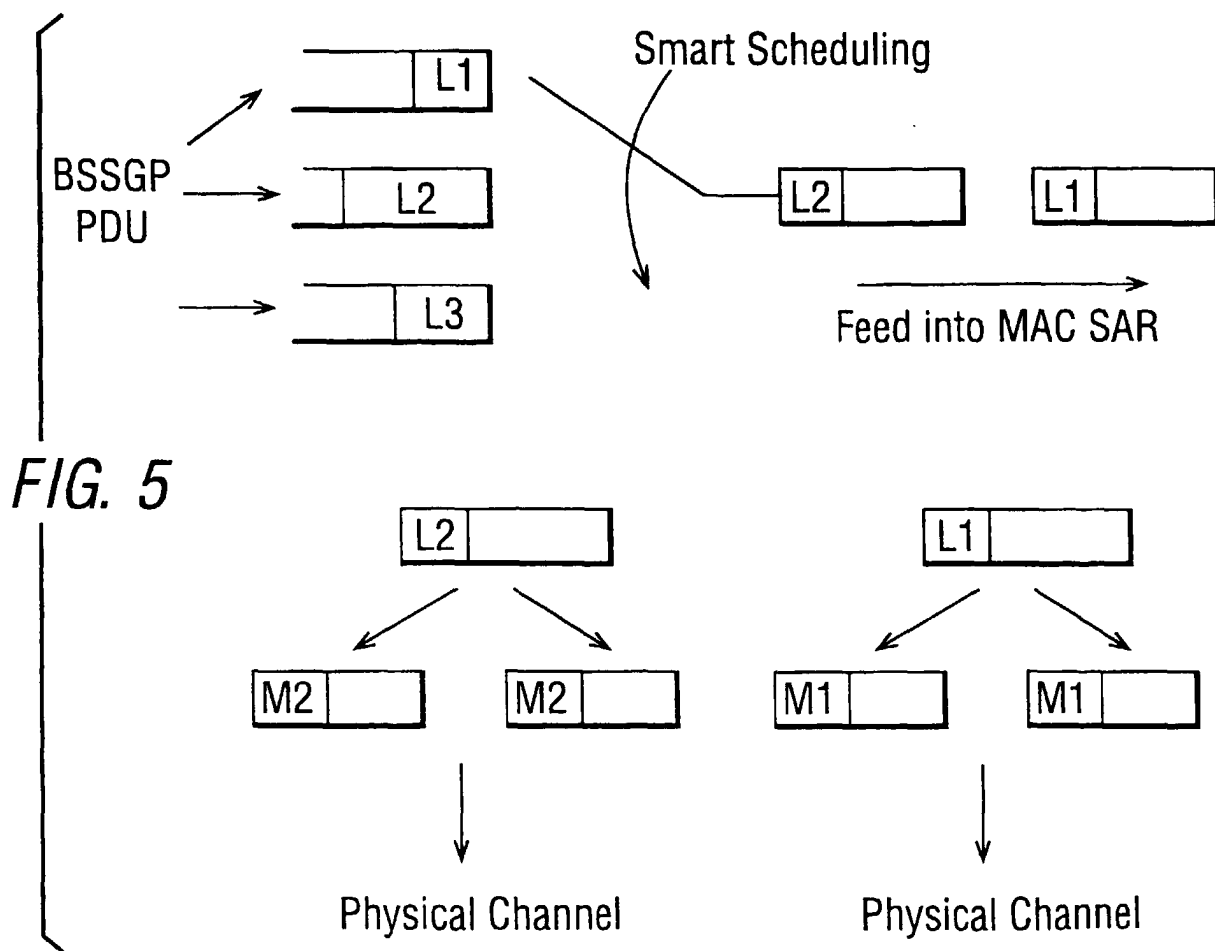 Smart Scheduling
L1
BSSGP
PDU
L2
L2
L1
L3
Feed into MAC SAR
FIG. 5
L2
L1
M2
M2
M1
M1
Physical Channel
Physical Channel